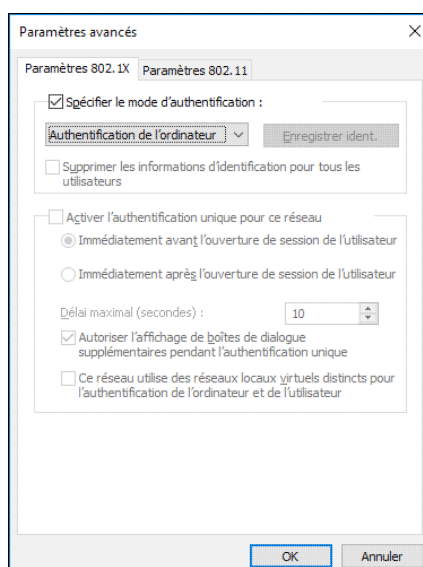 Paramètres avancés
Paramètres 802.1X
Paramètres 802.11
Spécifier le mode d'authentification :
Authentification de l'ordinateur
Enregistrer ident.
Supprimer les informations d'identification pour tous les
utilisateurs
Activer l'authentification unique pour ce réseau
Immédiatement avant l'ouverture de session de l'utilisateur
Immédiatement après l'ouverture de session de l'utilisateur
Délai maximal (secondes) :
10
Autoriser l'affichage de boîtes de dialogue
supplémentaires pendant l'authentification unique
Ce réseau utilise des réseaux locaux virtuels distincts pour
l'authentification de l'ordinateur et de l'utilisateur
OK
Annuler